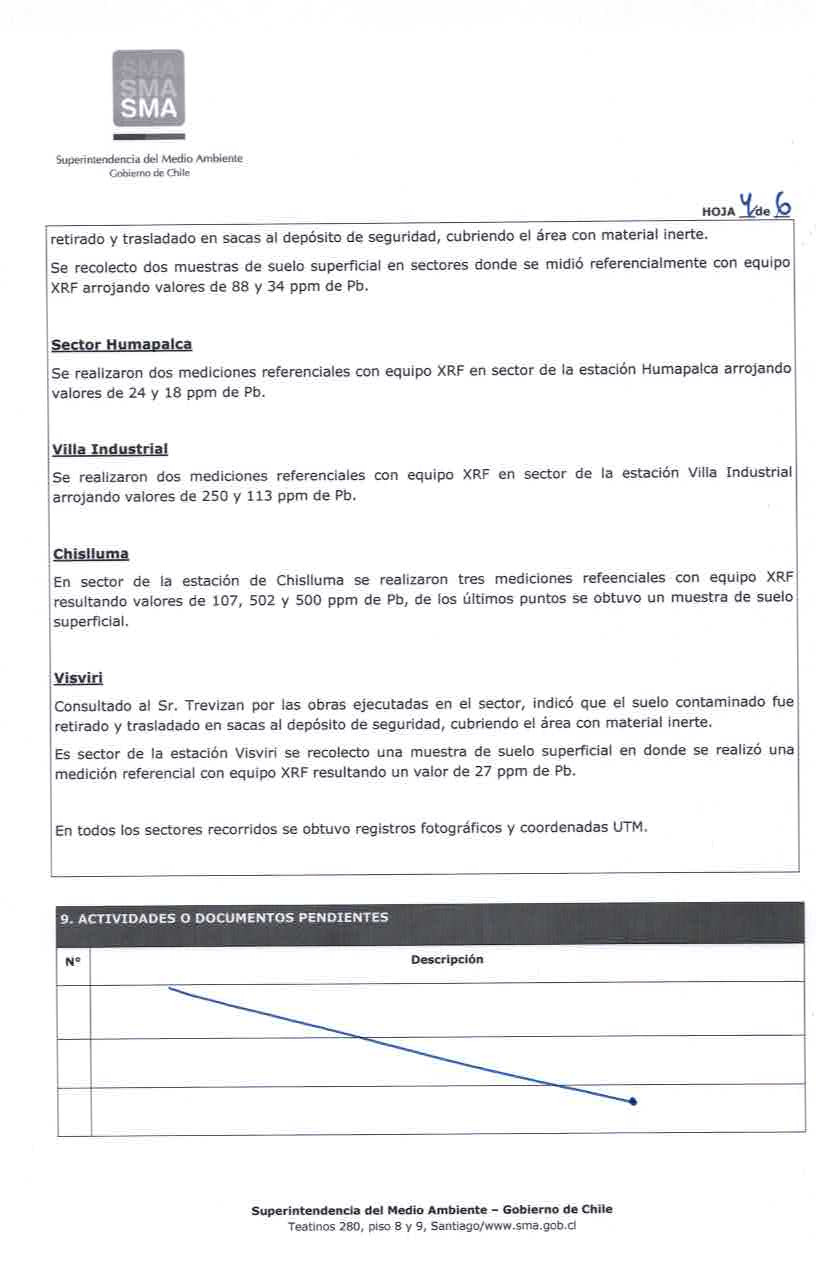 SMA
SMA
SMA
Superintendencia del Medio Ambiente
Gobierno de Chile
HOJA 4 de 6
retirado y trasladado en sacas al depósito de seguridad, cubriendo el área con material inerte.
Se recolecto dos muestras de suelo superficial en sectores donde se midió referencialmente con equipo
XRF arrojando valores de 88 y 34 ppm de Pb.
Sector Humapalca
Se realizaron dos mediciones referenciales con equipo XRF en sector de la estación Humapalca arrojando
valores de 24 y 18 ppm de Pb.
Villa Industrial
Se realizaron dos mediciones referenciales con equipo XRF en sector de la estación Villa Industrial
arrojando valores de 250 y 113 ppm de Pb.
Chislluma
En sector de la estación de Chislluma se realizaron tres mediciones refeenciales con equipo XRF
resultando valores de 107, 502 y 500 ppm de Pb, de los últimos puntos se obtuvo un muestra de suelo
superficial.
Visviri
Consultado al Sr. Trevizan por las obras ejecutadas en el sector, indicó que el suelo contaminado fue
retirado y trasladado en sacas al depósito de seguridad, cubriendo el área con material inerte.
Es sector de la estación Visviri se recolecto una muestra de suelo superficial en donde se realizó una
medición referencial con equipo XRF resultando un valor de 27 ppm de Pb.
En todos los sectores recorridos se obtuvo registros fotográficos y coordenadas UTM.
9. ACTIVIDADES O DOCUMENTOS PENDIENTES
N° Descripción
Superintendencia del Medio Ambiente – Gobierno de Chile
Teatinos 280, piso 8 y 9, Santiago/www.sma.gob.cl